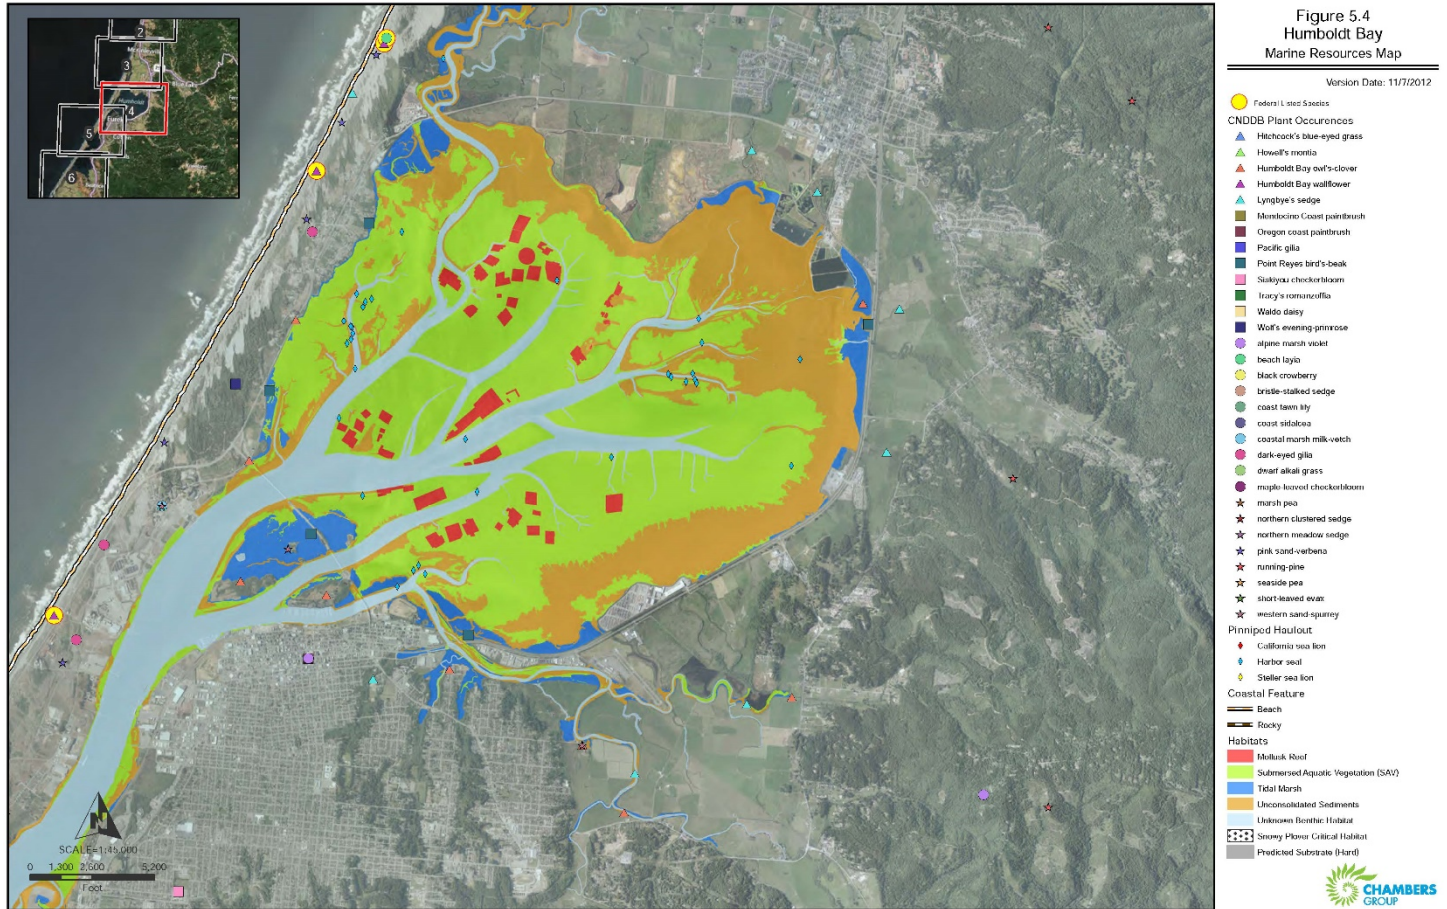 Figure 5.4
Humboldt Bay
Marine Resources Map
Version Date: 11/7/2012
Federal Listed Species
CNDDB Plant Occurences
Hitchcock's blue-eyed grass
Howell's montia
Humboldt Bay owl's-clover
Humboldt Bay wallflower
Lyngbye's sedge
Mendocino Coast paintbrush
Oregon coast paintbrush
Pacific gilia
Point Reyes bird's-beak
Siskiyou checkerbloom
Tracy's romanzoffia
Waldo daisy
Wolf's evening-primrose
alpine marsh violet
beach layia
black crowberry
bristle-stalked sedge
coast fawn lily
coast sidalcea
coastal marsh milk-vetch
dark-eyed gilia
dwarf alkali grass
maple-leaved checkerbloom
marsh pea
northern clustered sedge
northern meadow sedge
pink sand-verbena
running-pine
seaside pea
short-leaved evax
western sand-spurrey
Pinniped Haulout
California sea lion
Harbor seal
Steller sea lion
Coastal Feature
Beach
Rocky
Habitats
Mollusk Reef
Submersed Aquatic Vegetation (SAV)
Tidal Marsh
Unconsolidated Sediments
Unknown Benthic Habitat
Snowy Plover Critical Habitat
Predicted Substrate (Hard)
CHAMBERS
GROUP
2
3
Humboldt
4
5
6
N
SCALE=1:45,000
0 1,300 2,600 5,200
Feet